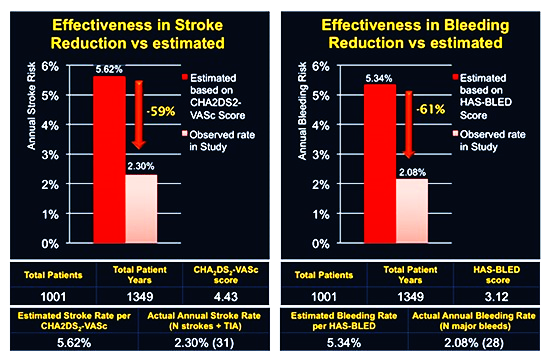 Effectiveness in Stroke
Reduction vs estimated
Annual Stroke Risk
6%
5%
4%
3%
2%
1%
0%
5.62%
-59%
2.30%
Estimated
based on
CHA2DS2-
VASc Score
Observed rate
in Study
Total Patients
Total Patient
Years
CHA₂DS₂-VASc
score
1001
1349
4.43
Estimated Stroke Rate per
CHA2DS2-VASc
Actual Annual Stroke Rate
(N strokes + TIA)
5.62%
2.30% (31)
Effectiveness in Bleeding
Reduction vs estimated
Annual Bleeding Risk
6%
5%
4%
3%
2%
1%
0%
5.34%
-61%
2.08%
Estimated
based on
HAS-BLED
Score
Observed rate
in Study
Total Patients
Total Patient
Years
HAS-BLED
score
1001
1349
3.12
Estimated Bleeding Rate
per HAS-BLED
Actual Annual Bleeding Rate
(N major bleeds)
5.34%
2.08% (28)